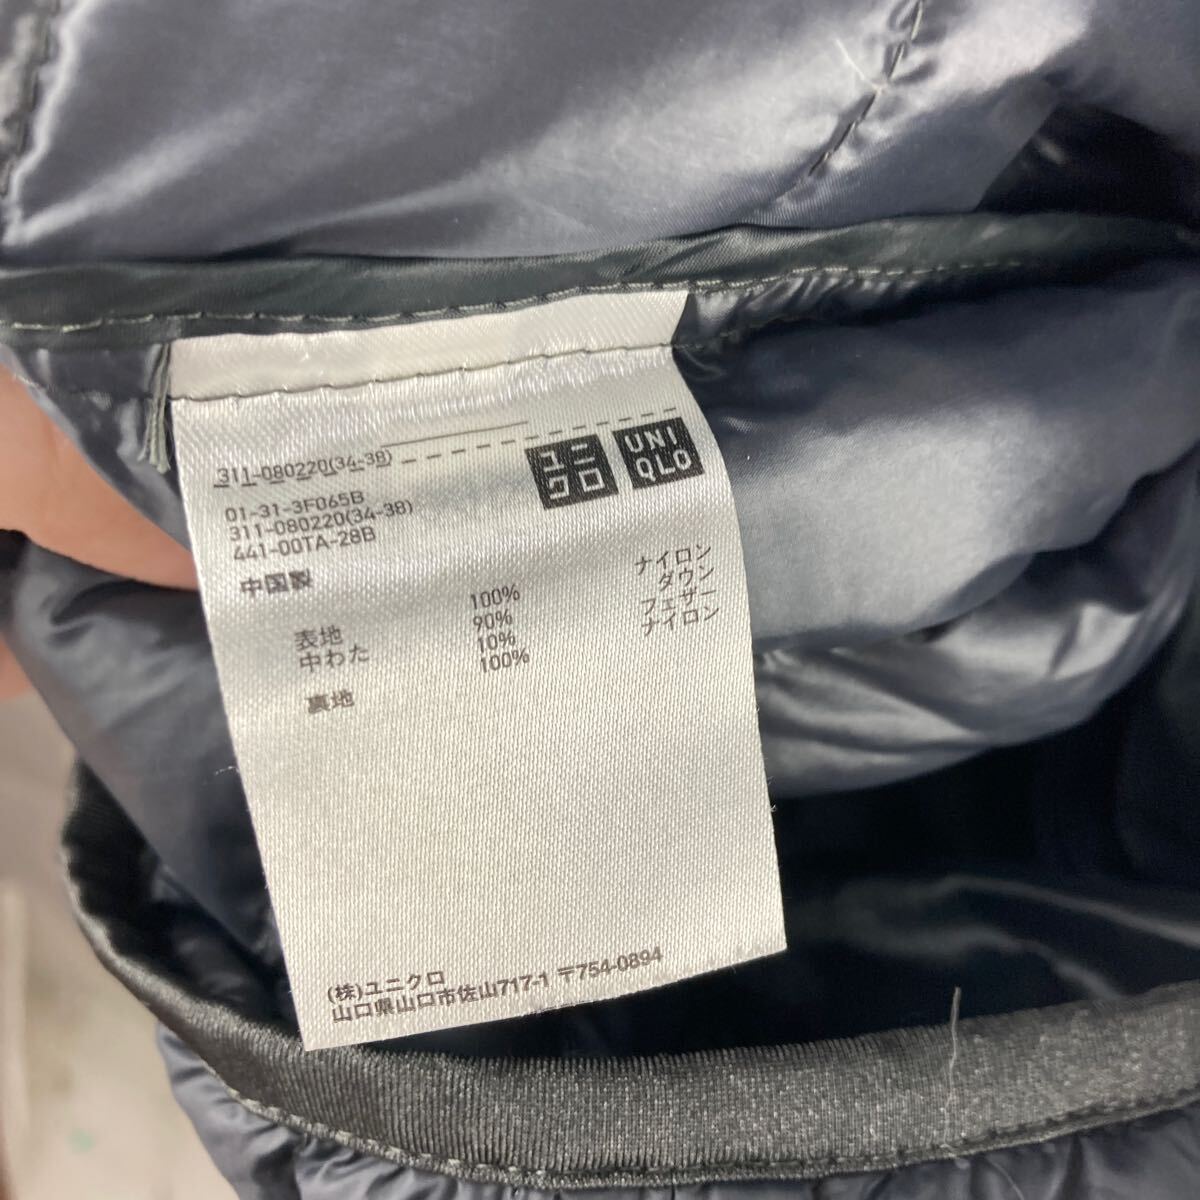 311-080220(34-38)
ユニクロ
UNIQLO
01-31-3F065B
311-080220(34-38)
441-00TA-28B
中国製
表地 100% ナイロン
中わた 90% ダウン
10% フェザー
裏地 100% ナイロン
(株)ユニクロ
山口県山口市佐山717-1 〒754-0894